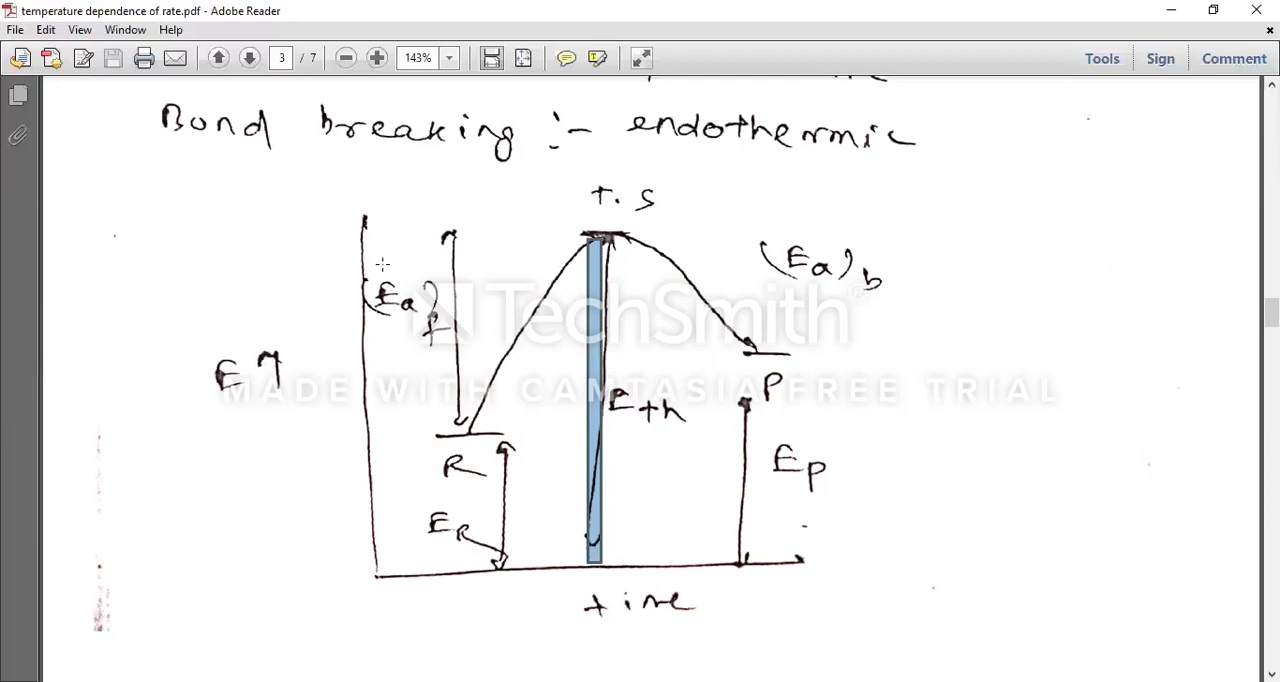 temperature dependence of rate.pdf - Adobe Reader
File Edit View Window Help
3 / 7 143% Tools Sign Comment
Bond breaking :- endothermic
T.S
(Ea)f
(Ea)b
TechSmith
E
MADE WITH CAMTASIA FREE TRIAL
P
Eth
R
Ep
ER
time